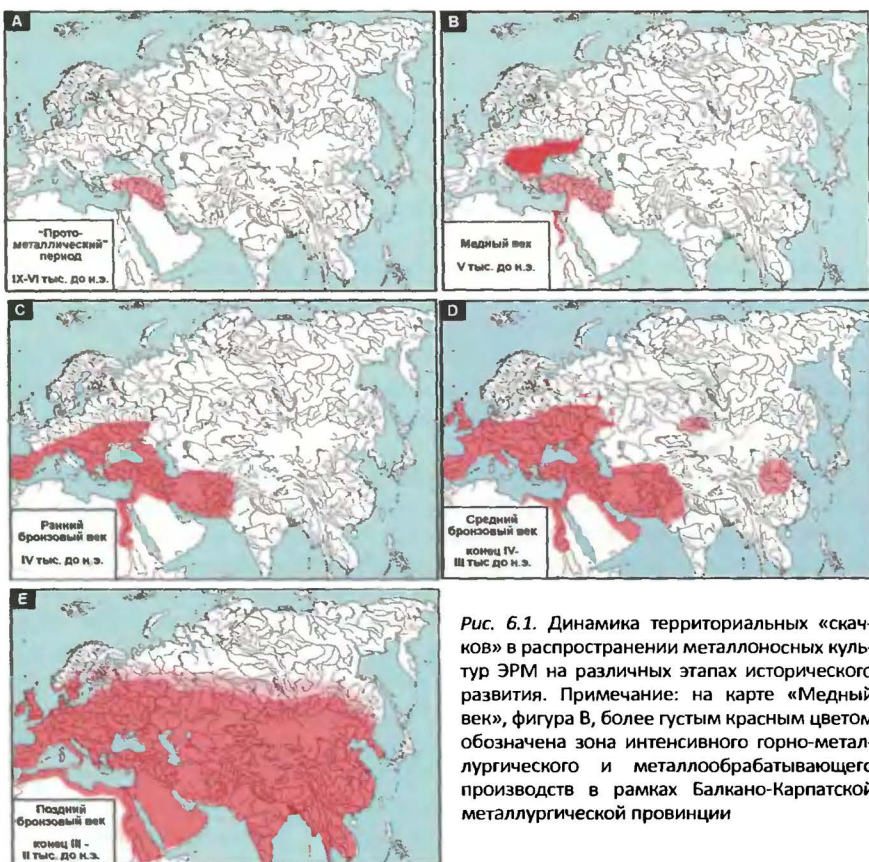 A
"Прото-
металлический"
период
IX-VI тыс. до н.э.
B
Медный век
V тыс. до н.э.
C
Ранний
бронзовый век
IV тыс. до н.э.
D
Средний
бронзовый век
конец IV-
III тыс до н.э.
E
Поздний
бронзовый век
конец III -
II тыс. до н.э.
Рис. 6.1. Динамика территориальных «скач-
ков» в распространении металлоносных куль-
тур ЭРМ на различных этапах исторического
развития. Примечание: на карте «Медный
век», фигура B, более густым красным цветом
обозначена зона интенсивного горно-метал-
лургического и металлообрабатывающего
производств в рамках Балкано-Карпатской
металлургической провинции